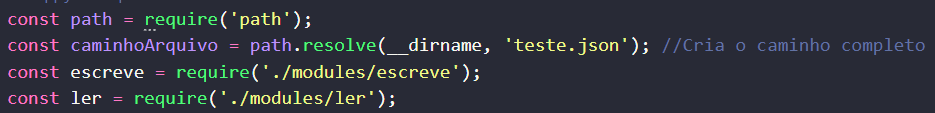 const path = require('path');
const caminhoArquivo = path.resolve(__dirname, 'teste.json'); //Cria o caminho completo
const escreve = require('./modules/escreve');
const ler = require('./modules/ler');